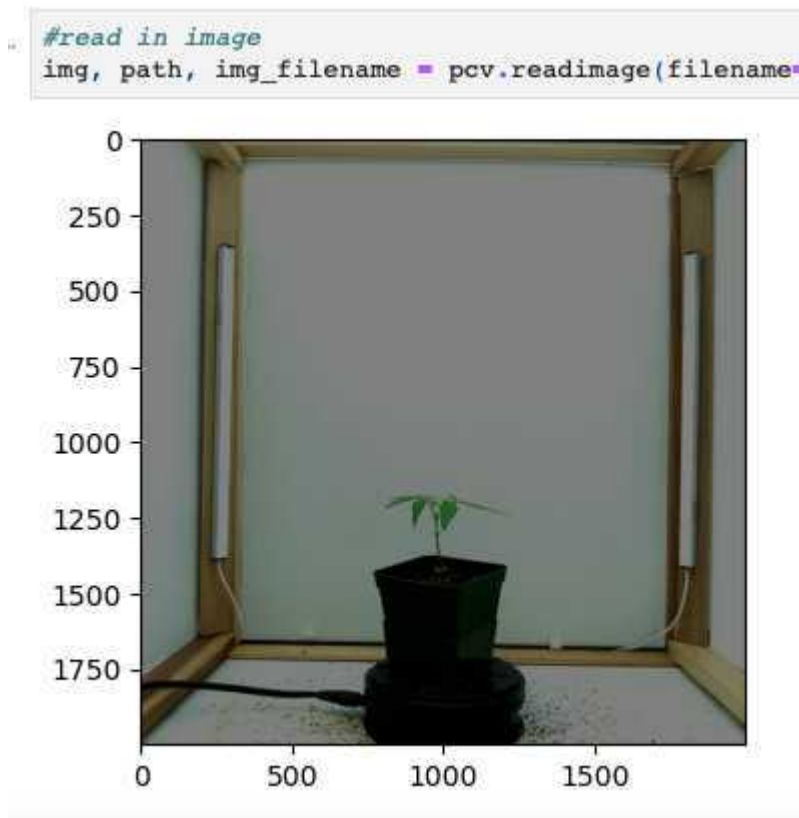 #read in image
img, path, img_filename = pcv.readimage(filename=
0
250
500
750
1000
1250
1500
1750
0 500 1000 1500